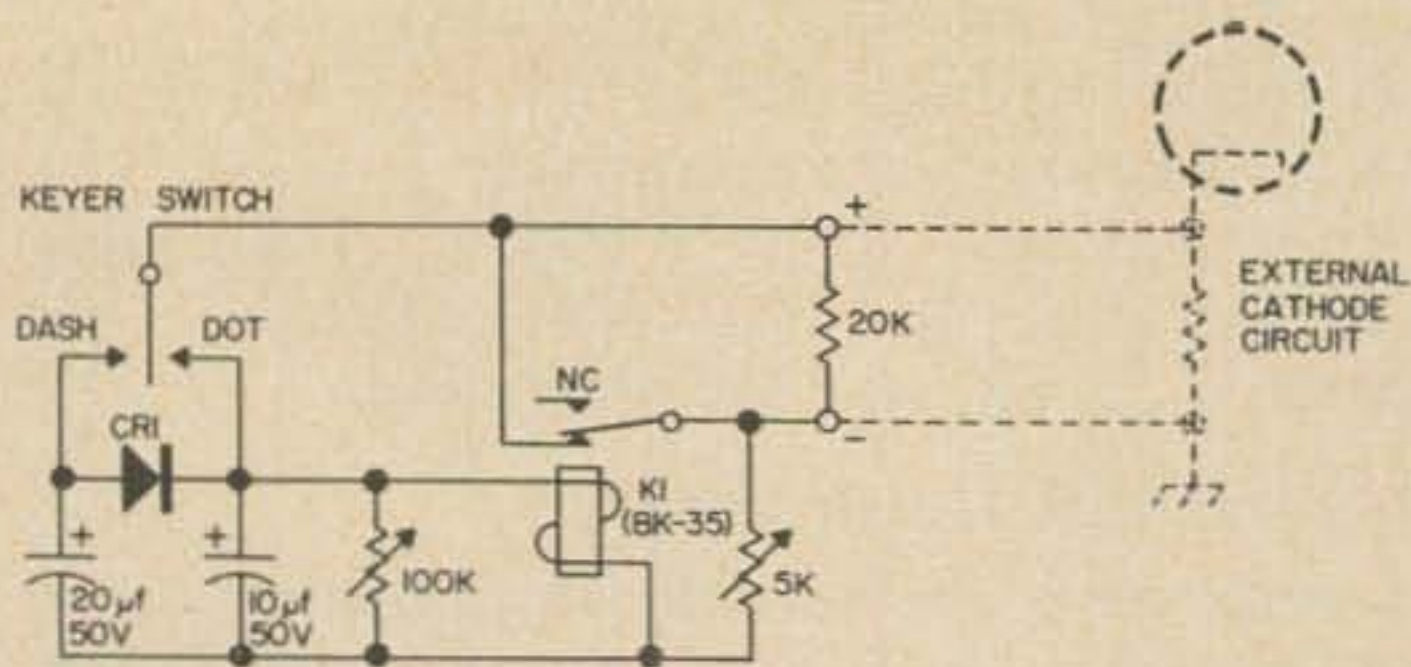 KEYER SWITCH
DASH
DOT
CR1
+
20µf
50V
+
10µf
50V
100K
NC
K1
(BK-35)
5K
+
20K
−
EXTERNAL
CATHODE
CIRCUIT